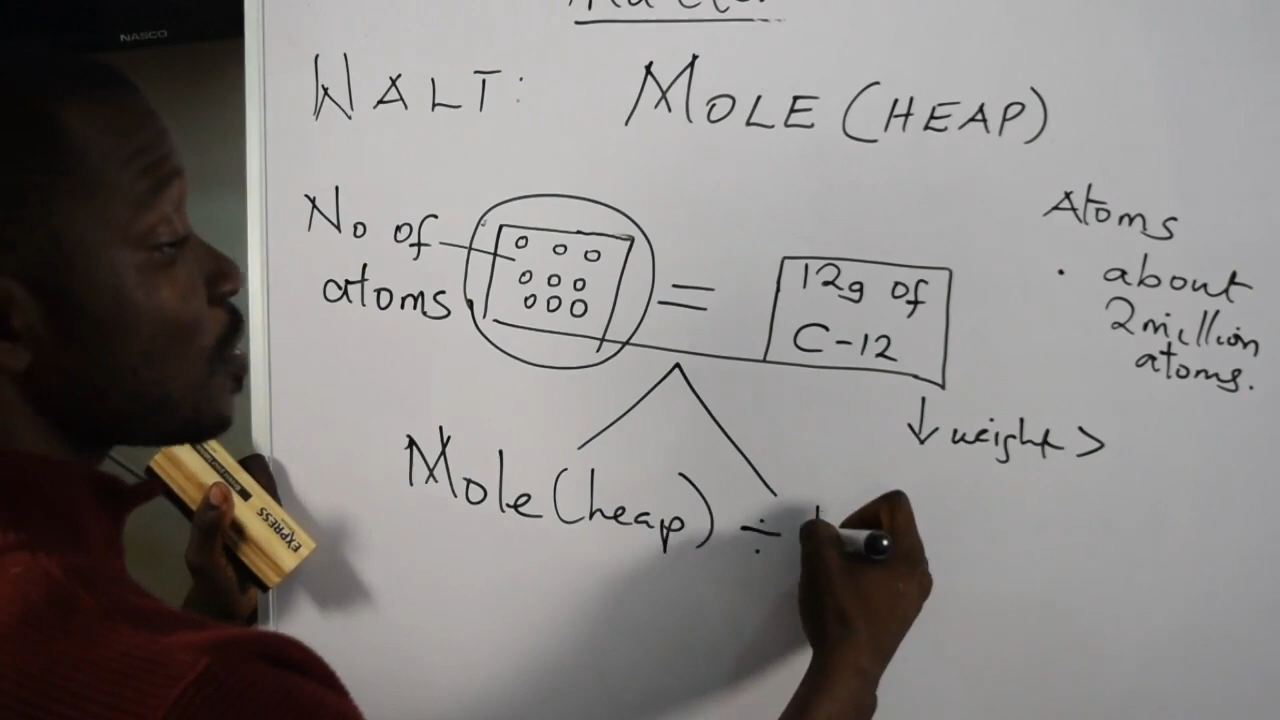 NASCO
WALT: MOLE (HEAP)
No of
atoms
=
12g of
C-12
Atoms
• about
2 million
atoms.
↓ weight >
Mole (heap) ÷
EXPRESS